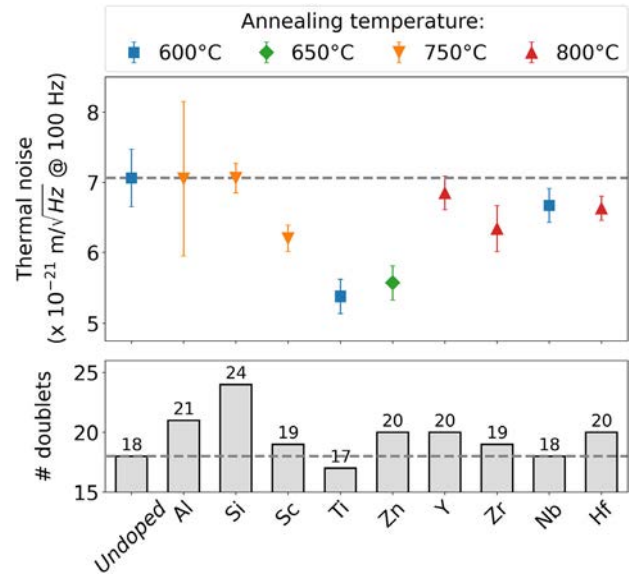 Annealing temperature:
600°C 650°C 750°C 800°C
Thermal noise
(x 10⁻²¹ m/√Hz @ 100 Hz)
8
7
6
5
# doublets
25
20
15
18 21 24 19 17 20 20 19 18 20
Undoped Al Si Sc Ti Zn Y Zr Nb Hf